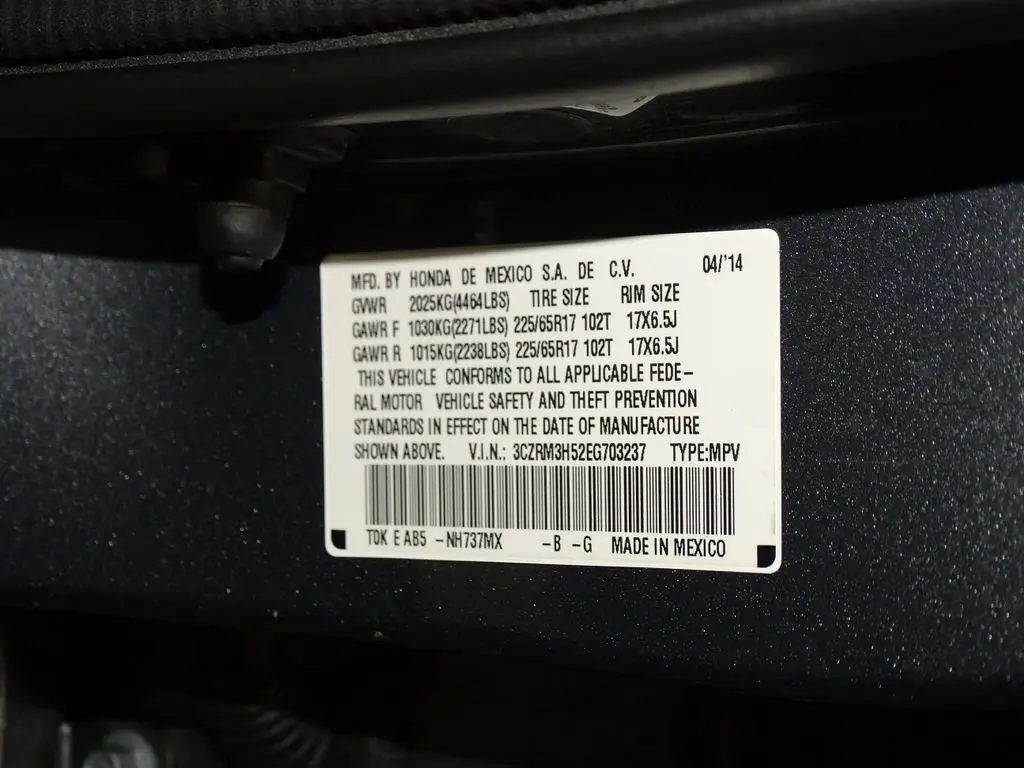 MFD. BY HONDA DE MEXICO S.A. DE C.V. 04/'14
GVWR 2025KG(4464LBS) TIRE SIZE RIM SIZE
GAWR F 1030KG(2271LBS) 225/65R17 102T 17X6.5J
GAWR R 1015KG(2238LBS) 225/65R17 102T 17X6.5J
THIS VEHICLE CONFORMS TO ALL APPLICABLE FEDE-
RAL MOTOR VEHICLE SAFETY AND THEFT PREVENTION
STANDARDS IN EFFECT ON THE DATE OF MANUFACTURE
SHOWN ABOVE. V.I.N.: 3CZRM3H52EG703237 TYPE:MPV
T0K E AB5 -NH737MX -B -G MADE IN MEXICO